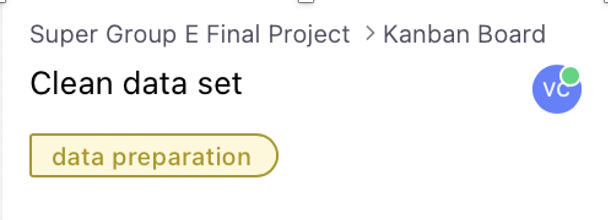 Super Group E Final Project > Kanban Board
Clean data set
VC
data preparation